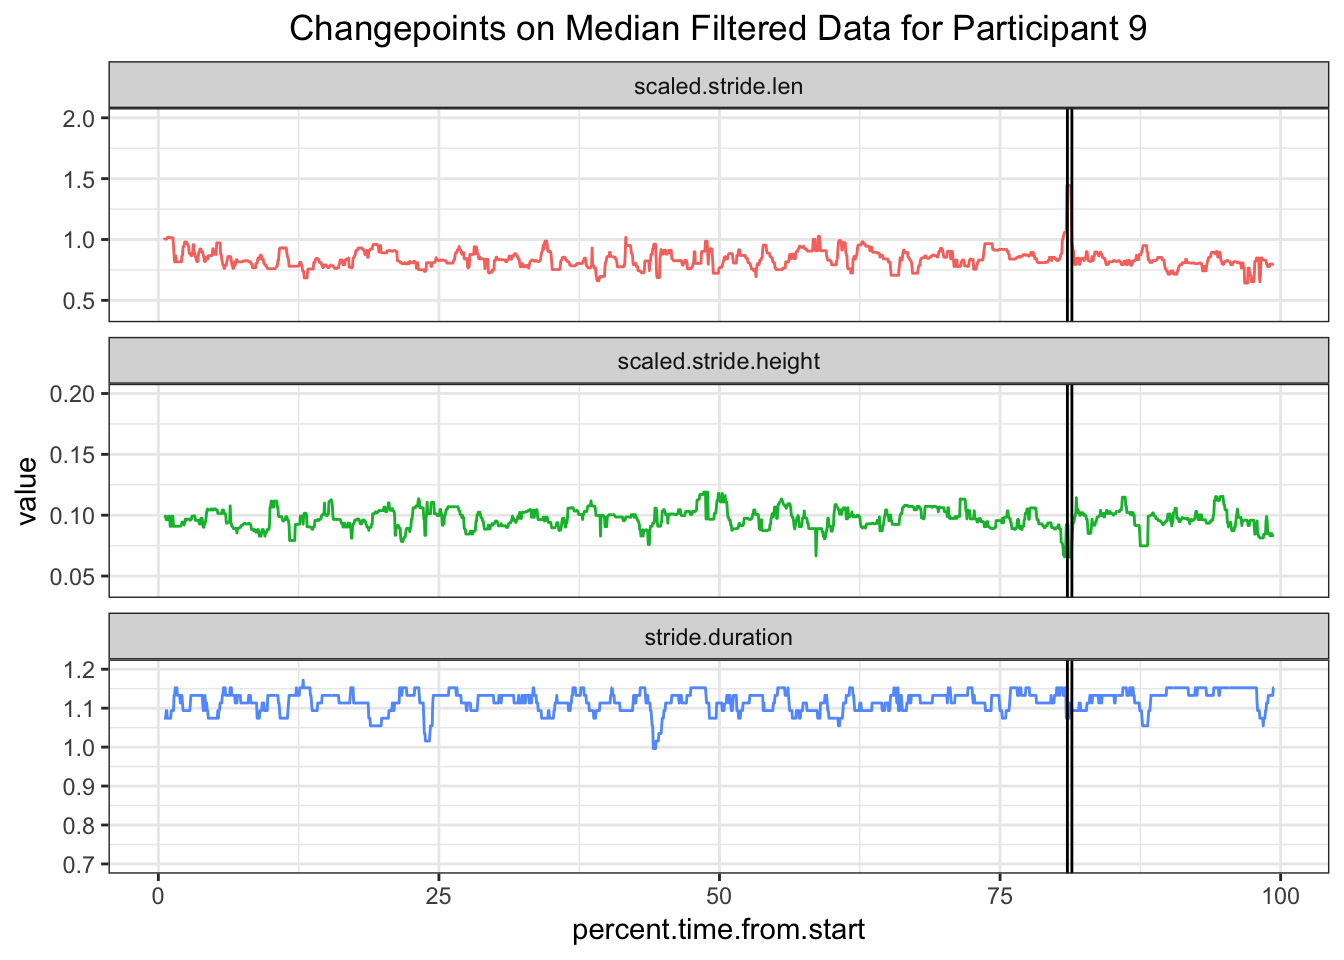 Changepoints on Median Filtered Data for Participant 9
scaled.stride.len
2.0
1.5
1.0
0.5
scaled.stride.height
value
0.20
0.15
0.10
0.05
stride.duration
1.2
1.1
1.0
0.9
0.8
0.7
0 25 50 75 100
percent.time.from.start